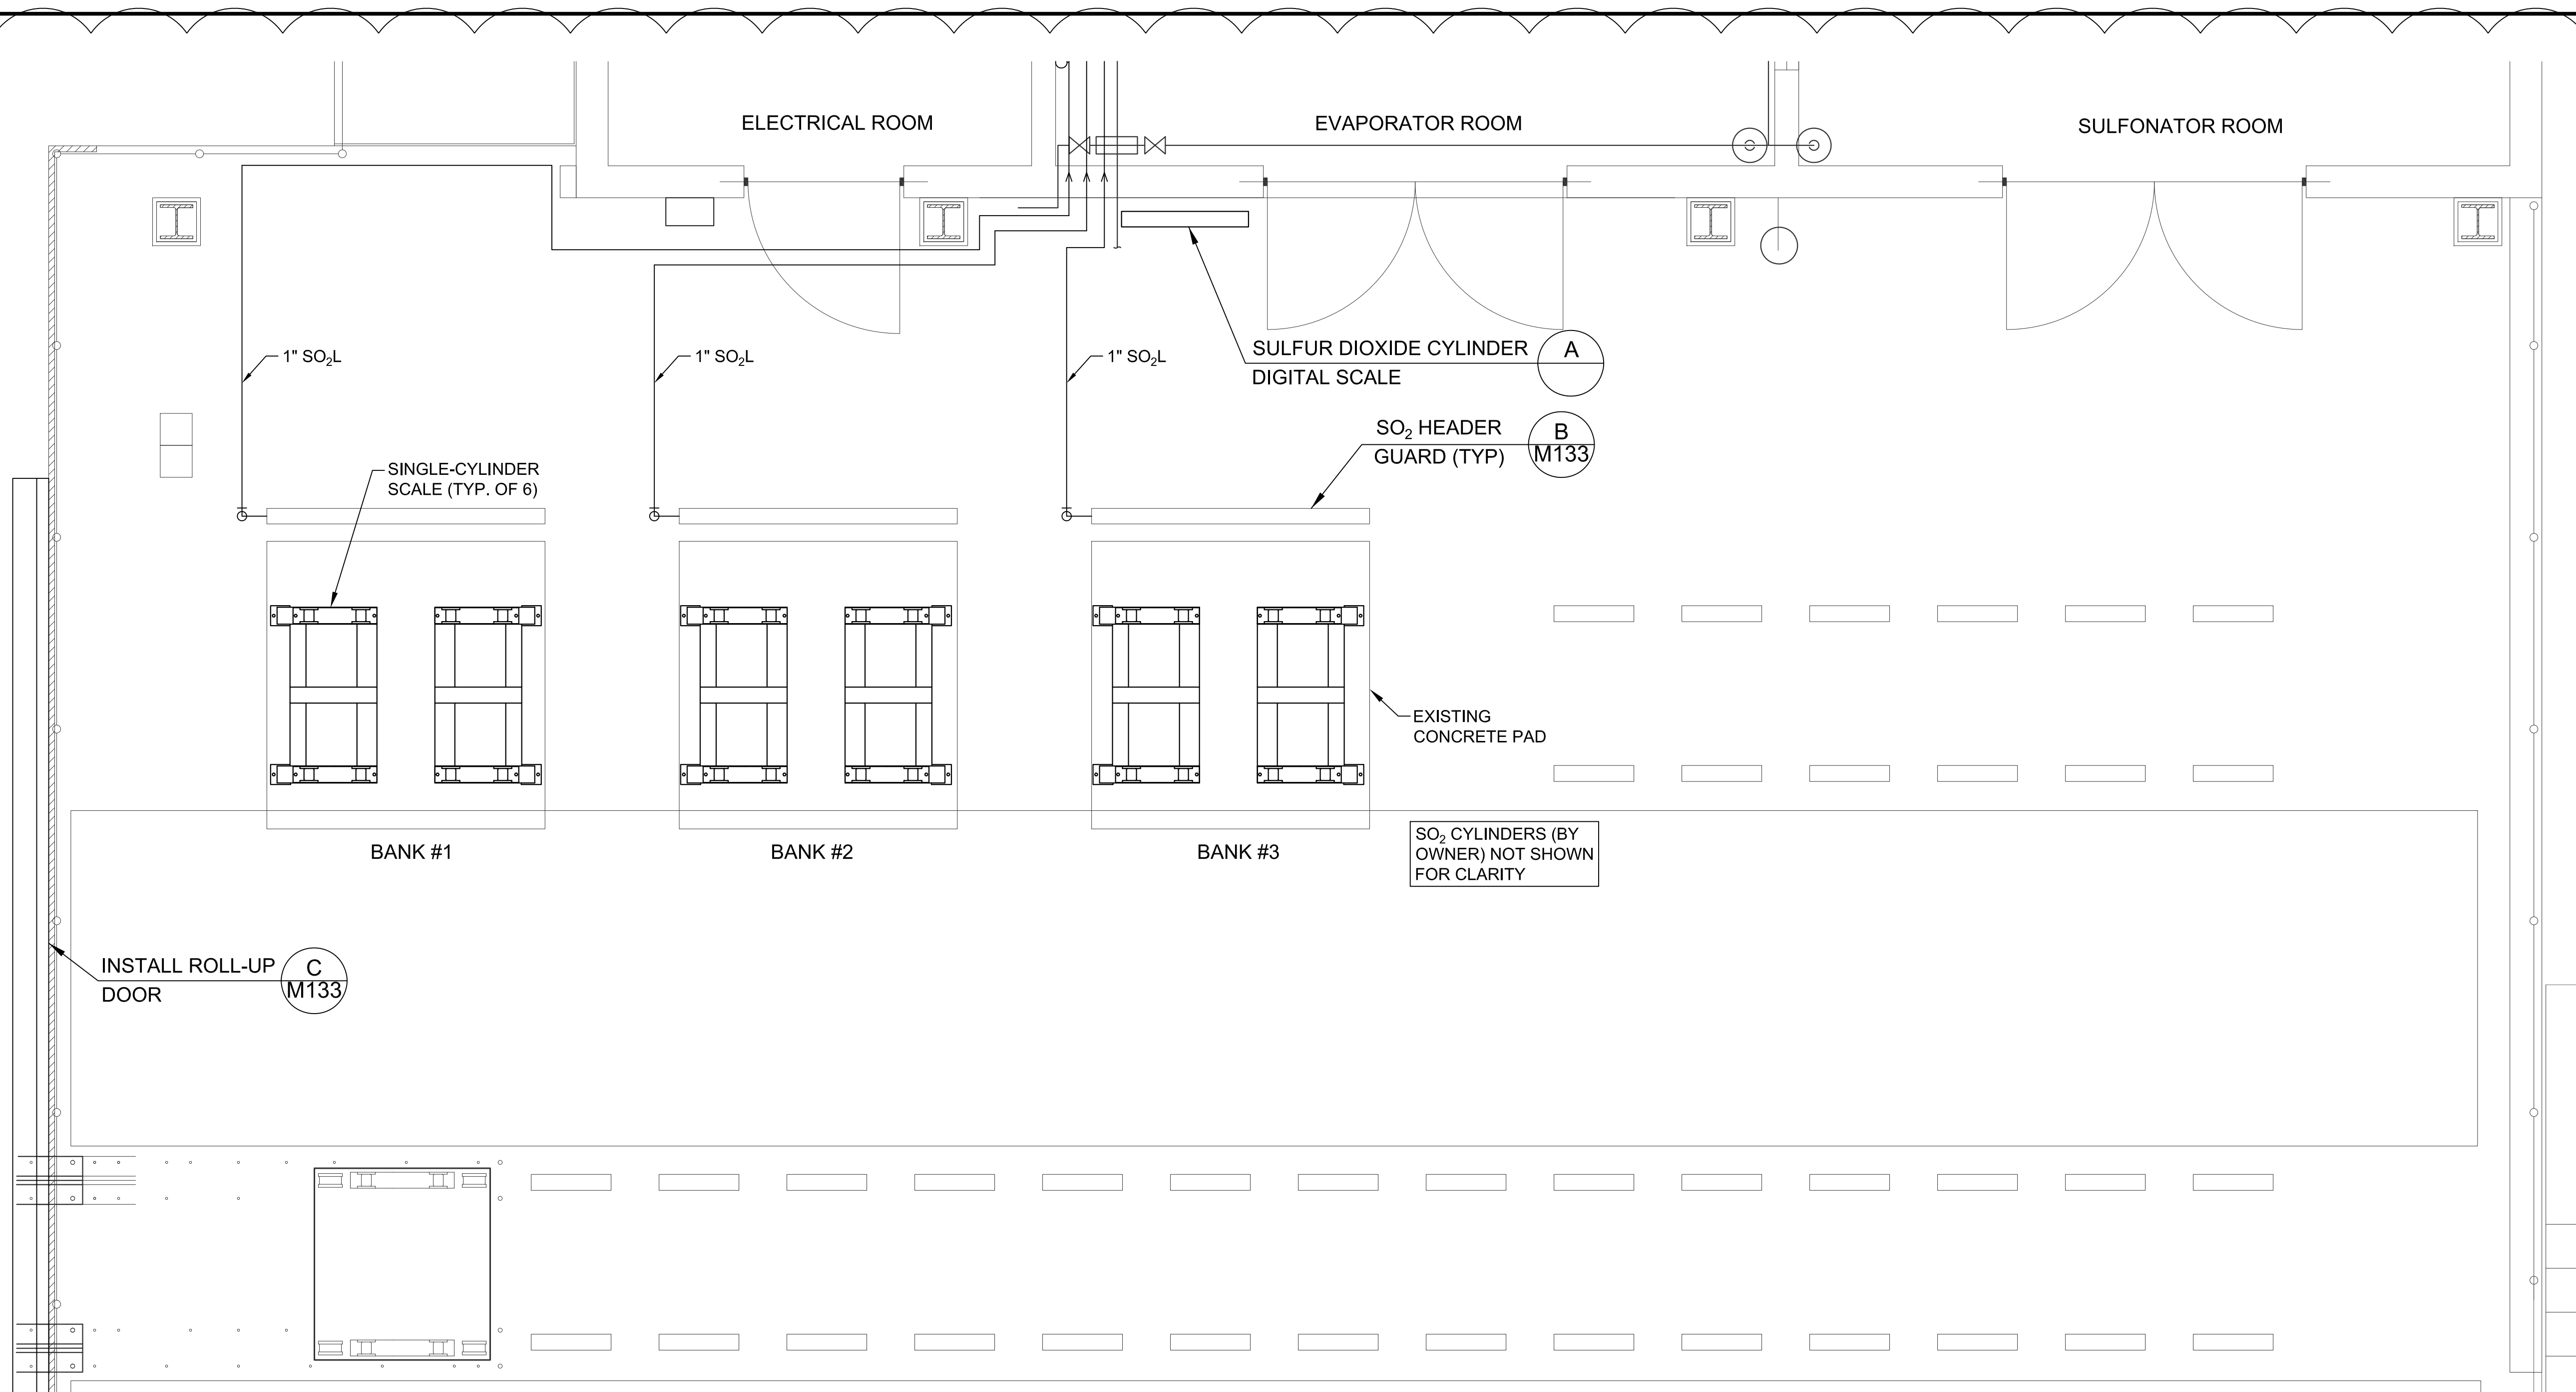 ELECTRICAL ROOM
EVAPORATOR ROOM
SULFONATOR ROOM
1" SO₂L
1" SO₂L
1" SO₂L
SULFUR DIOXIDE CYLINDER
DIGITAL SCALE
A
SO₂ HEADER
GUARD (TYP)
B
M133
SINGLE-CYLINDER
SCALE (TYP. OF 6)
EXISTING
CONCRETE PAD
BANK #1
BANK #2
BANK #3
SO₂ CYLINDERS (BY
OWNER) NOT SHOWN
FOR CLARITY
INSTALL ROLL-UP
DOOR
C
M133